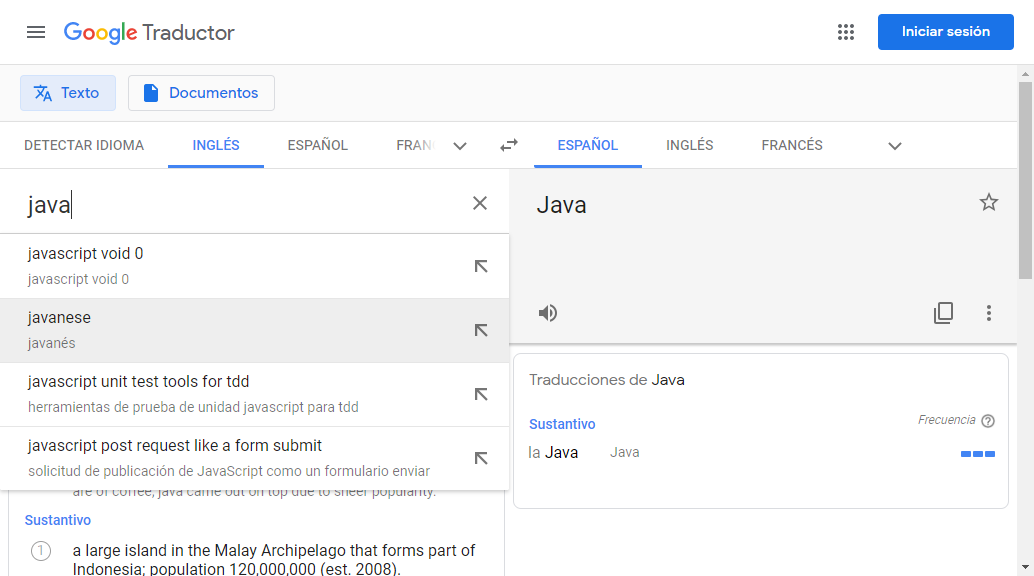 Google Traductor
Iniciar sesión
Texto
Documentos
DETECTAR IDIOMA
INGLÉS
ESPAÑOL
FRAN
ESPAÑOL
INGLÉS
FRANCÉS
java
javascript void 0
javascript void 0
javanese
javanés
javascript unit test tools for tdd
herramientas de prueba de unidad javascript para tdd
javascript post request like a form submit
solicitud de publicación de JavaScript como un formulario enviar
are of coffee, java came out on top due to sheer popularity.
Sustantivo
1
a large island in the Malay Archipelago that forms part of
Indonesia; population 120,000,000 (est. 2008).
Java
Traducciones de Java
Sustantivo
Frecuencia
la Java
Java